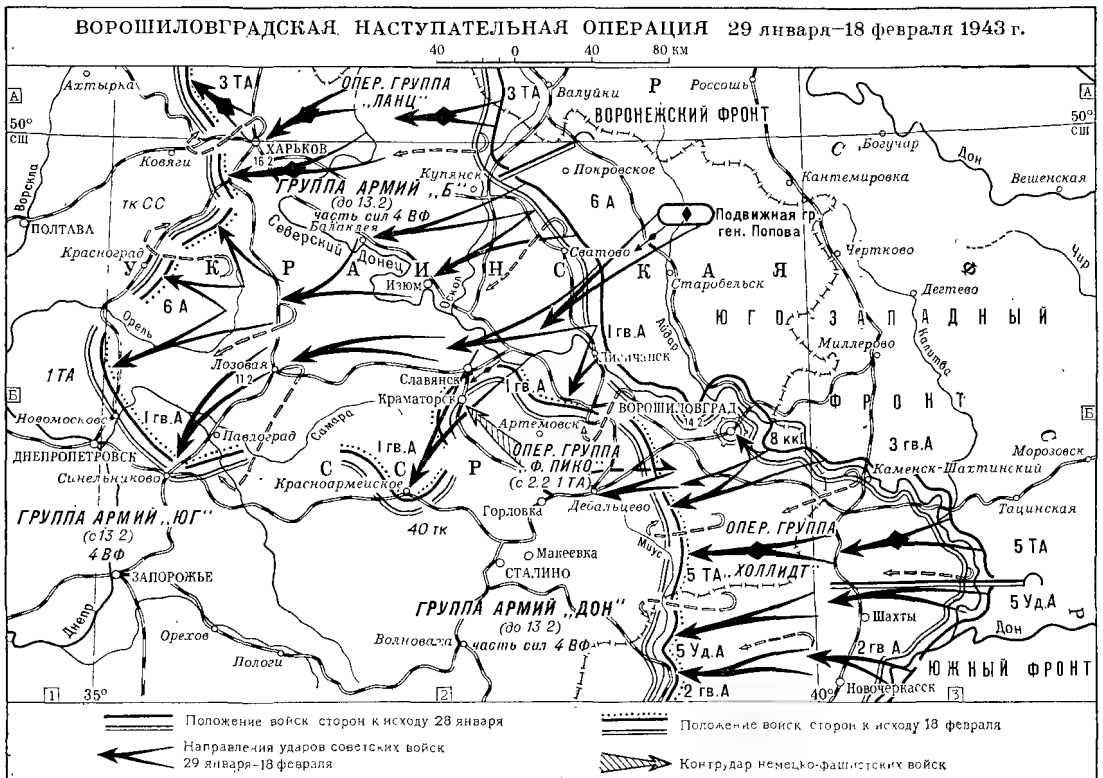 ВОРОШИЛОВГРАДСКАЯ НАСТУПАТЕЛЬНАЯ ОПЕРАЦИЯ 29 января–18 февраля 1943 г.
40 0 40 80 км
А
Ахтырка
3 ТА
ОПЕР. ГРУППА
„ЛАНЦ"
3 ТА
Валуйки
Р
Россошь
А
ВОРОНЕЖСКИЙ ФРОНТ
50°
СШ
50°
СШ
Ворскла
Ковяги
ХАРЬКОВ
16 2
С
Богучар
Дон
Вешенская
Купянск
Покровское
Кантемировка
ГРУППА АРМИЙ „Б"
(до 13.2)
часть сил 4 ВФ
тк СС
6 А
ПОЛТАВА
Подвижная гр.
ген. Попова
Балаклея
Северский
Донец
Красноград
Сватово
Чертково
Чир
У К Р А И Н С К А Я
Ф
Изюм
Оскол
Старобельск
Дегтево
6 А
Орель
Айдар
ЮГО ЗАПАДНЫЙ
Калитва
1 гв.А
Миллерово
Лисичанск
Лозовая
11 2
1 ТА
Славянск
1 гв.А
Б
Краматорск
ФРОНТ
Новомосковск
1 гв.А
Самара
ВОРОШИЛОВГРАД
14 2
Б
Павлоград
Артемовск
8 кк
1 гв.А
3 гв.А
С
ДНЕПРОПЕТРОВСК
ОПЕР. ГРУППА
Ф. ПИКО
(с 2.2 1 ТА)
Морозовск
С С Р
Каменск-Шахтинский
Синельниково
Красноармейское
Дебальцево
Тацинская
Горловка
ГРУППА АРМИЙ „ЮГ"
(с 13 2)
4 ВФ
40 тк
ОПЕР. ГРУППА
Миус
Макеевка
5 ТА
5 ТА
„ХОЛЛИДТ"
СТАЛИНО
ЗАПОРОЖЬЕ
5 Уд.А
ГРУППА АРМИЙ „ДОН"
(до 13 2)
часть сил 4 ВФ
Р
Днепр
Шахты
Орехов
Дон
Волноваха
5 Уд.А
2 гв А
Пологи
ЮЖНЫЙ ФРОНТ
2 гв.А
Новочеркасск
1
35°
2
40°
3
Положение войск сторон к исходу 28 января
Положение войск сторон к исходу 18 февраля
Направления ударов советских войск
29 января–18 февраля
Контрудар немецко-фашистских войск